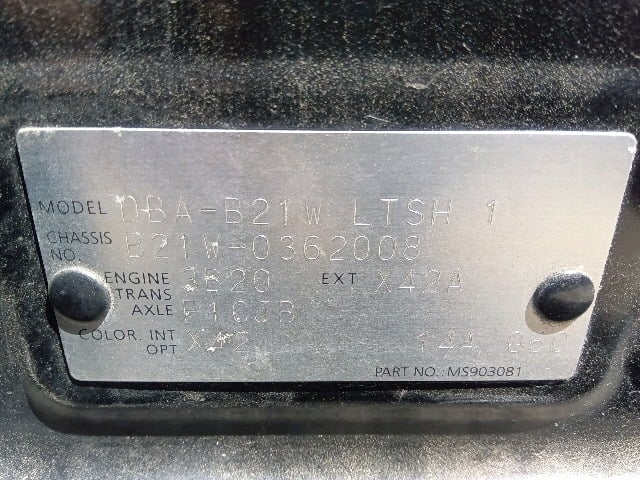 MODEL DBA-B21W LTSH 1
CHASSIS NO. B21W-0362008
ENGINE 3B20 EXT X42A
TRANS AXLE F1CJB
COLOR. INT OPT X42
PART NO.: MS903081